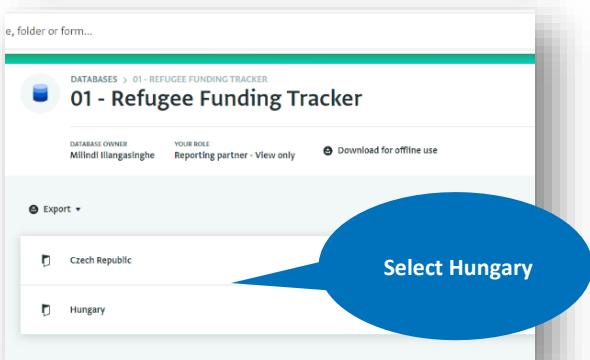 e, folder or form...
DATABASES > 01 - REFUGEE FUNDING TRACKER
01 - Refugee Funding Tracker
DATABASE OWNER YOUR ROLE
Milindi Illangasinghe Reporting partner - View only Download for offline use
Export
Czech Republic
Select Hungary
Hungary